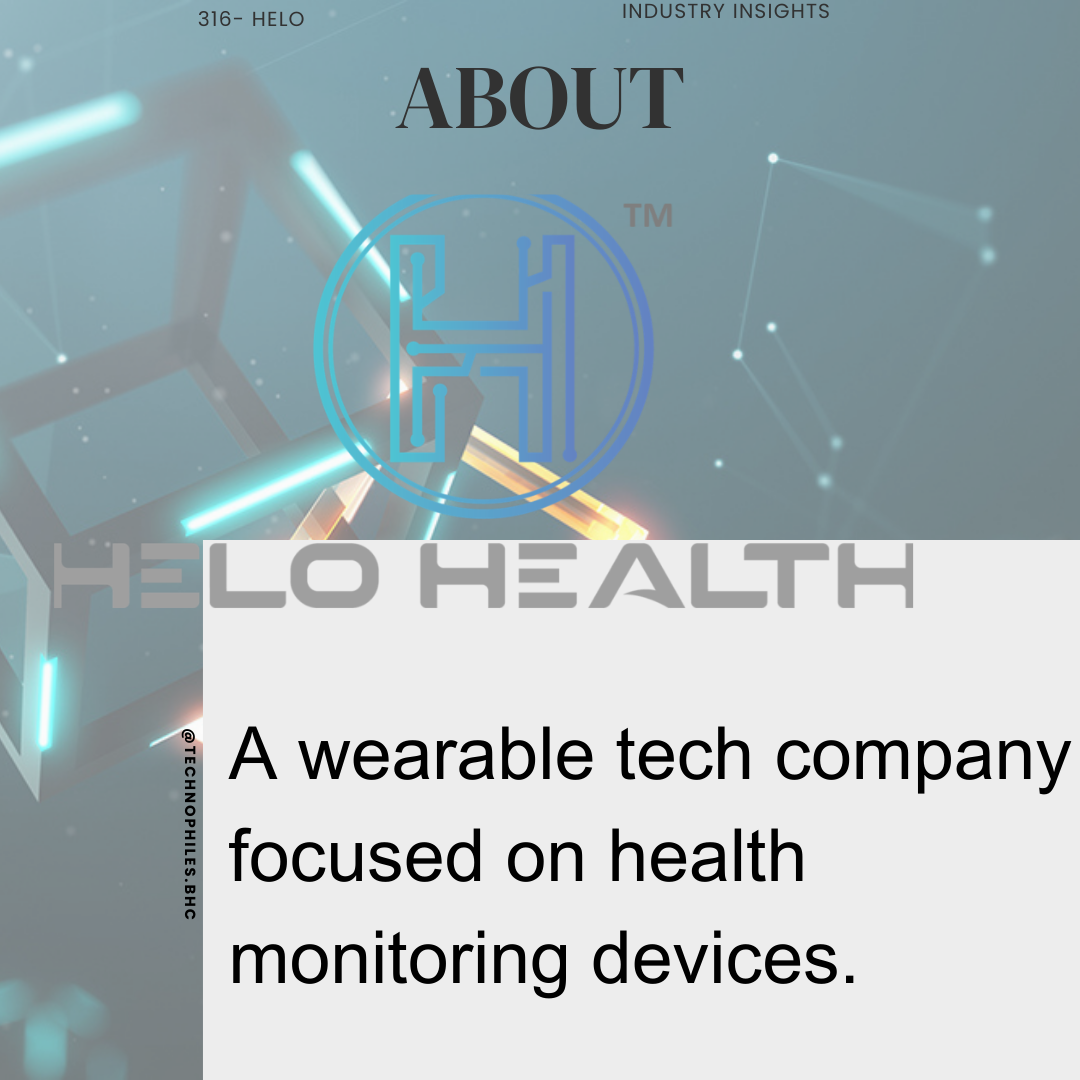 316- HELO
INDUSTRY INSIGHTS
ABOUT
TM
HELO HEALTH
@TECHNOPHILES.BHC
A wearable tech company
focused on health
monitoring devices.